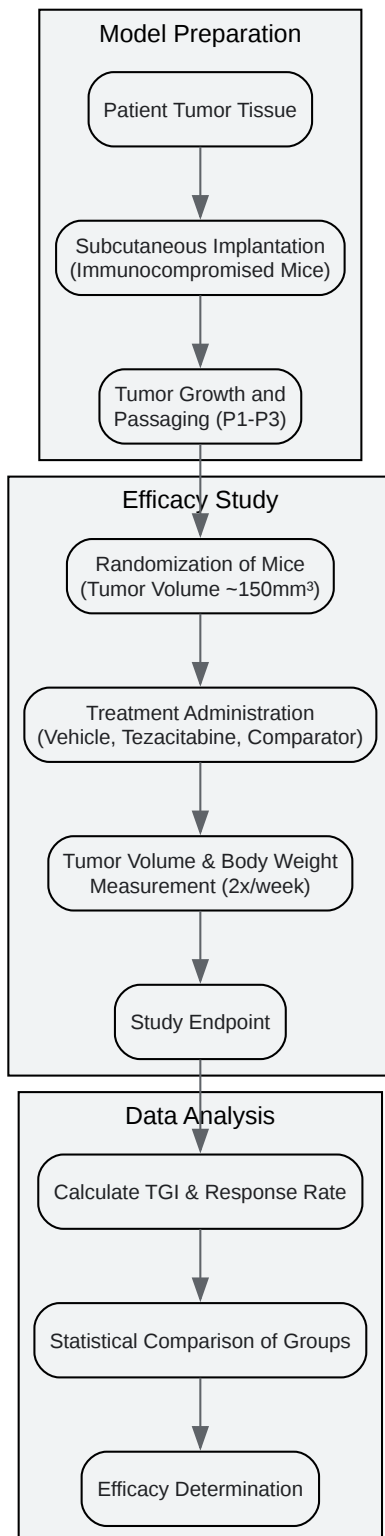 Model Preparation
Patient Tumor Tissue
Subcutaneous Implantation
(Immunocompromised Mice)
Tumor Growth and
Passaging (P1-P3)
Efficacy Study
Randomization of Mice
(Tumor Volume ~150mm³)
Treatment Administration
(Vehicle, Tezacitabine, Comparator)
Tumor Volume & Body Weight
Measurement (2x/week)
Study Endpoint
Data Analysis
Calculate TGI & Response Rate
Statistical Comparison of Groups
Efficacy Determination